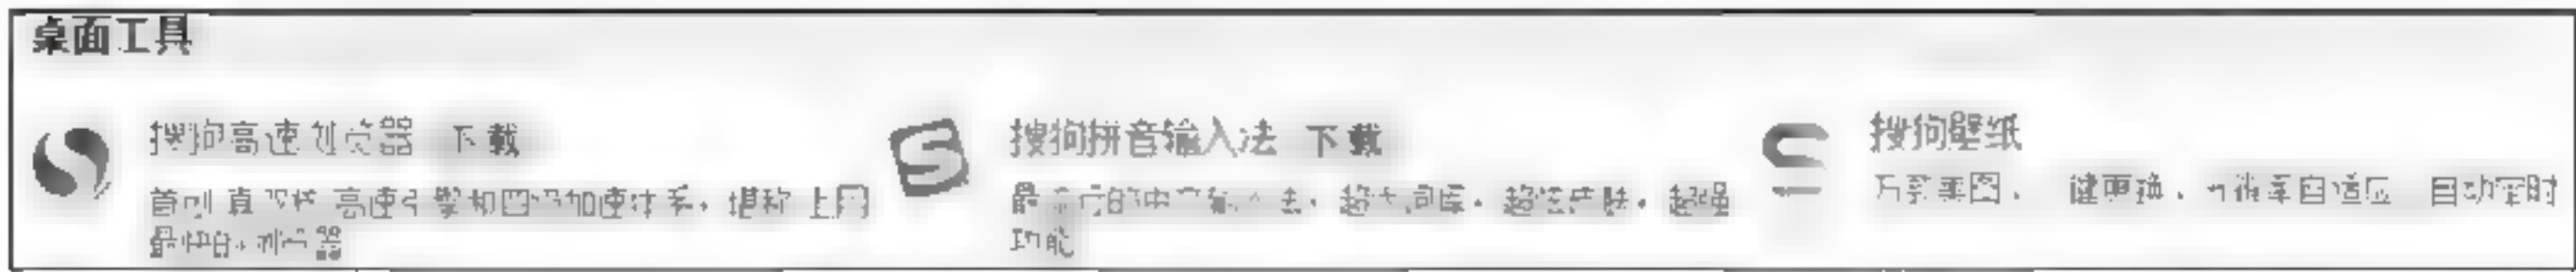 桌面工具
搜狗高速浏览器 下载
首创"真双核"高速引擎和四级加速体系，堪称上网
最快的浏览器
搜狗拼音输入法 下载
最流行的中文输入法，超大词库，超炫皮肤，超强
功能
搜狗壁纸
万张美图，一键更换，分辨率自适应 自动定时